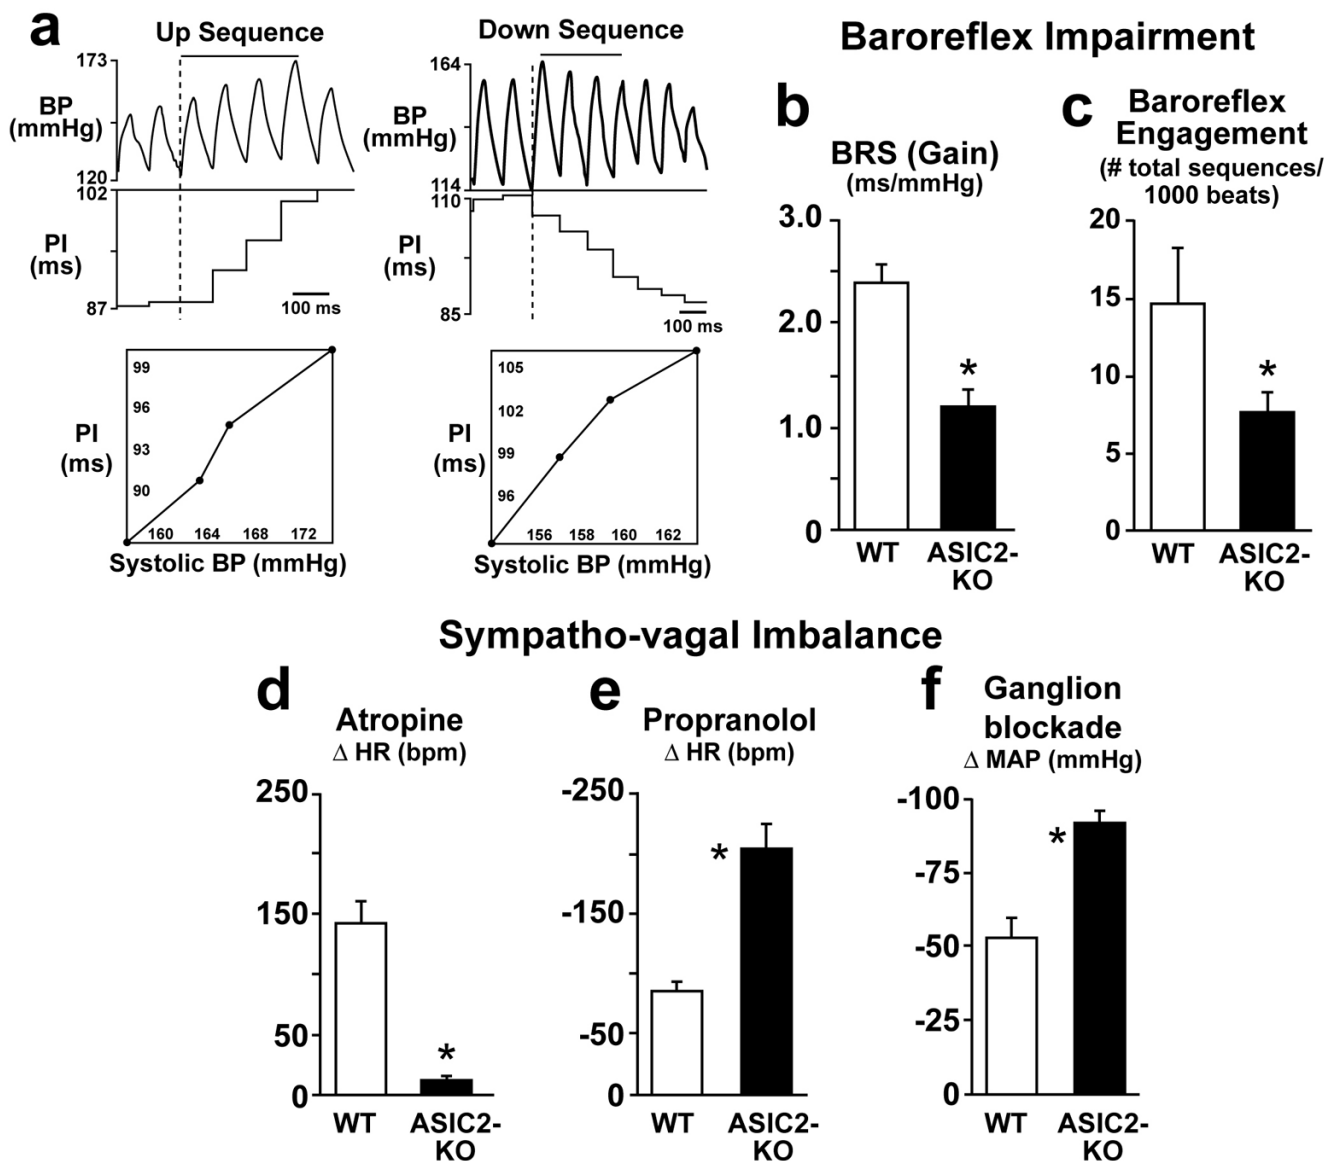 a
Up Sequence
173
BP
(mmHg)
120
102
PI
(ms)
87
100 ms
Down Sequence
164
BP
(mmHg)
114
110
PI
(ms)
85
100 ms
99
96
93
90
PI
(ms)
160 164 168 172
Systolic BP (mmHg)
105
102
99
96
PI
(ms)
156 158 160 162
Systolic BP (mmHg)
Baroreflex Impairment
b
BRS (Gain)
(ms/mmHg)
3.0
2.0
1.0
0
*
WT
ASIC2-
KO
c
Baroreflex
Engagement
(# total sequences/
1000 beats)
20
15
10
5
0
*
WT
ASIC2-
KO
Sympatho-vagal Imbalance
d
Atropine
Δ HR (bpm)
250
150
50
0
*
WT
ASIC2-
KO
e
Propranolol
Δ HR (bpm)
-250
-150
-50
0
*
WT
ASIC2-
KO
f
Ganglion
blockade
Δ MAP (mmHg)
-100
-75
-50
-25
0
*
WT
ASIC2-
KO